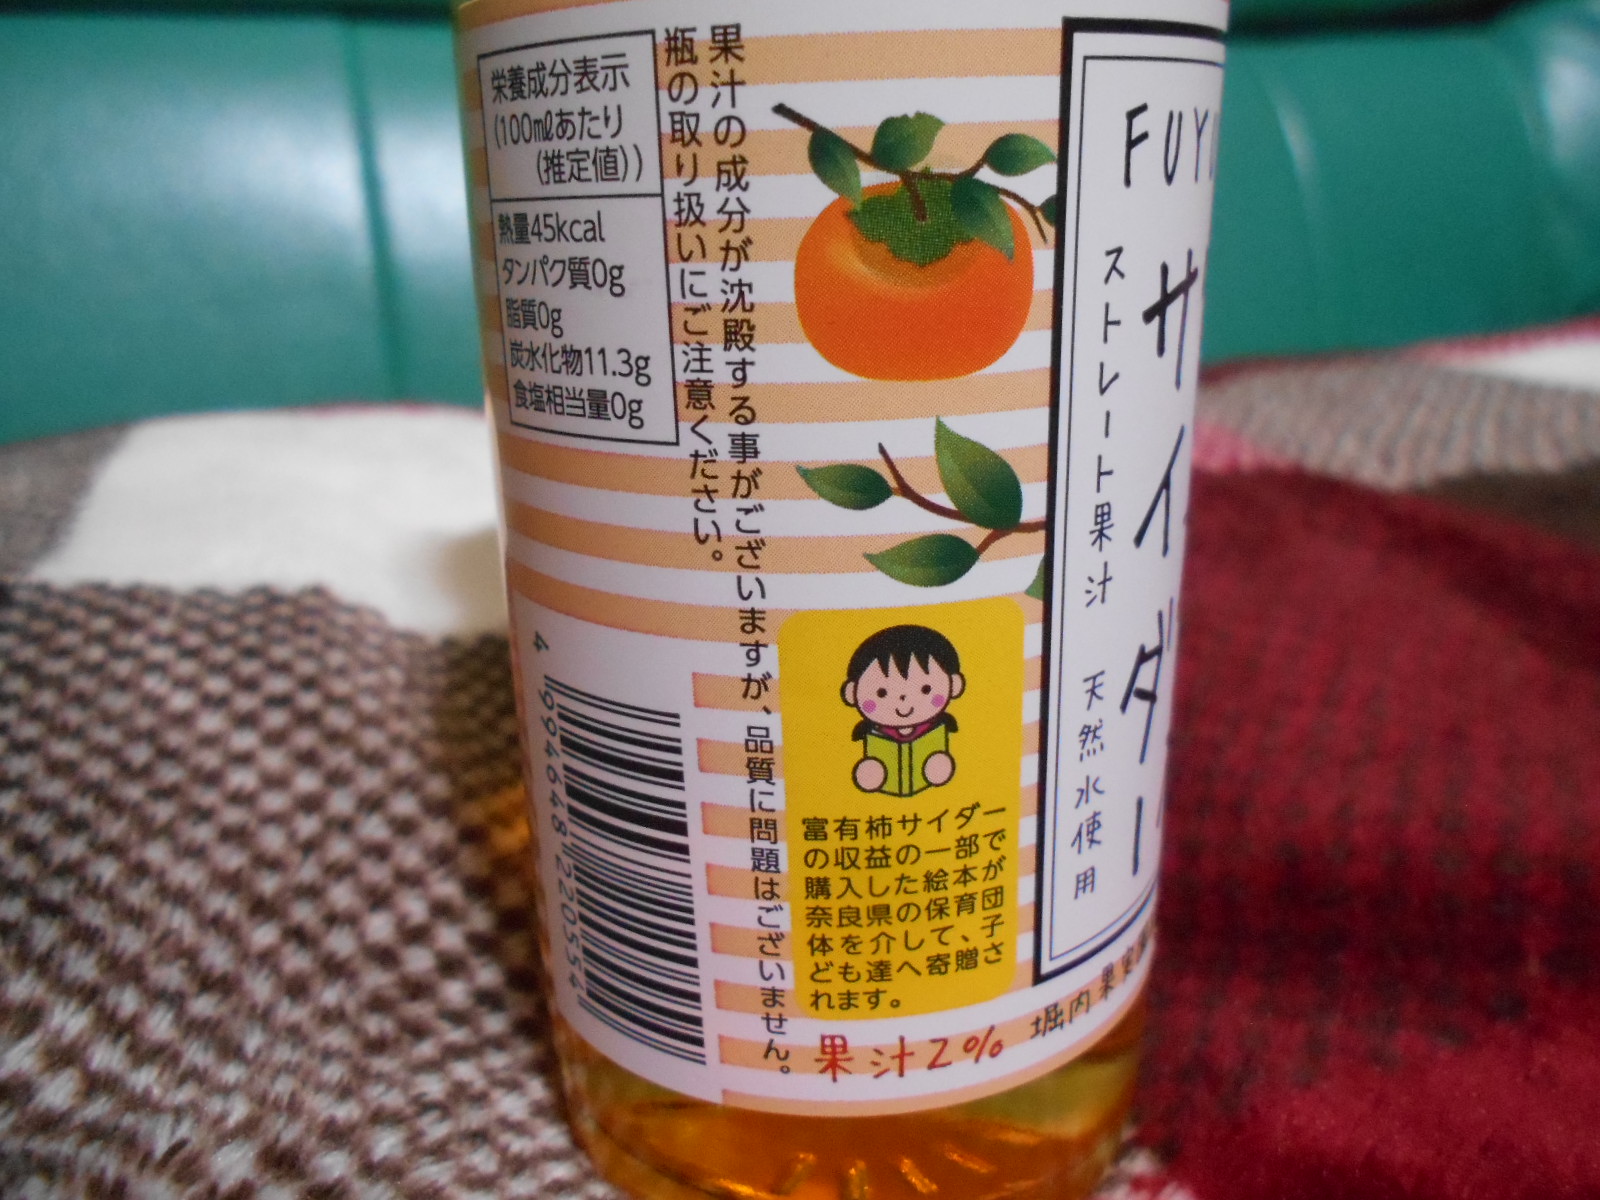 栄養成分表示
(100㎖あたり
(推定値))
熱量45kcal
タンパク質0g
脂質0g
炭水化物11.3g
食塩相当量0g
果汁の成分が沈殿する事がございますが、品質に問題はございません。
瓶の取り扱いにご注意ください。
FUY
サイダー
ストレート果汁 天然水使用
富有柿サイダー
の収益の一部で
購入した絵本が
奈良県の保育団
体を介して、子
ども達へ寄贈さ
れます。
果汁2%
堀内果実
4 994648 220554